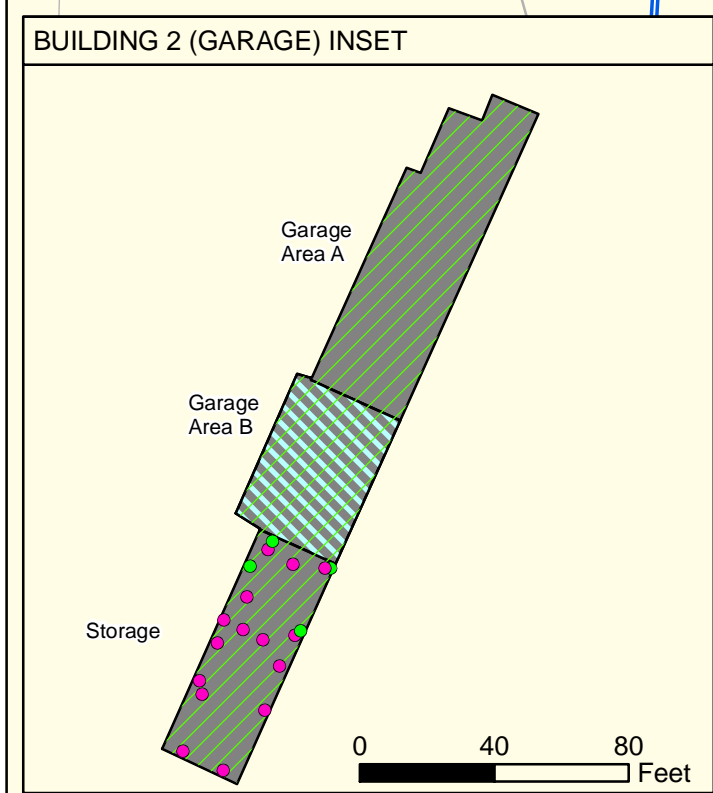 BUILDING 2 (GARAGE) INSET
Garage
Area A
Garage
Area B
Storage
0 40 80
Feet